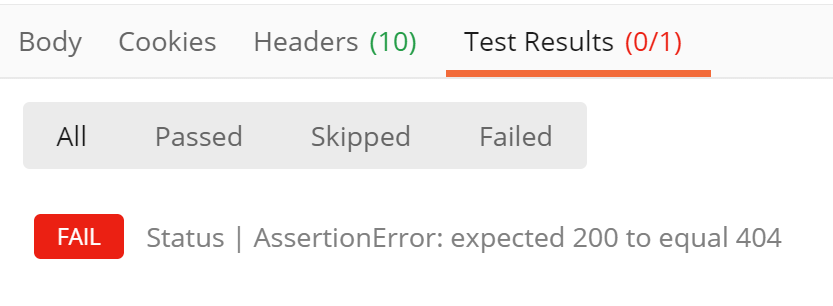 Body Cookies Headers (10) Test Results (0/1)
All Passed Skipped Failed
FAIL Status | AssertionError: expected 200 to equal 404